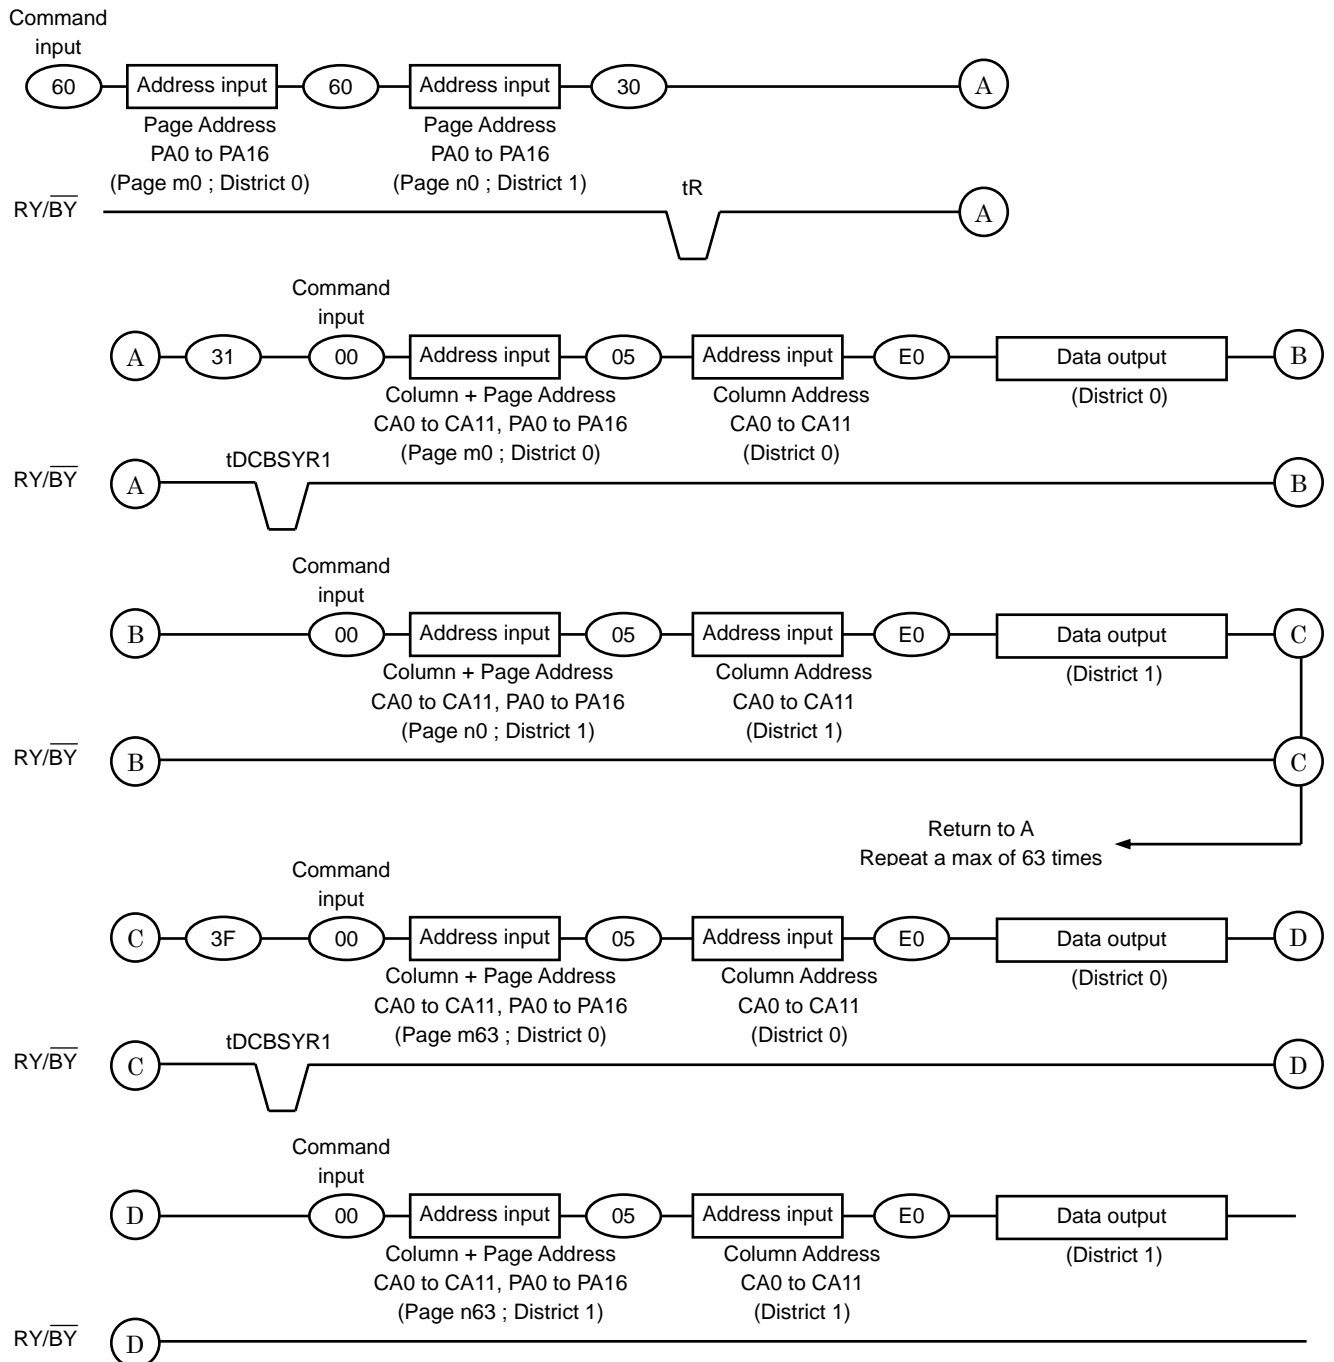 Command
input
60 Address input 60 Address input 30 A
Page Address Page Address
PA0 to PA16 PA0 to PA16
(Page m0 ; District 0) (Page n0 ; District 1)
tR
RY/BY A
Command
input
A 31 00 Address input 05 Address input E0 Data output B
Column + Page Address Column Address (District 0)
CA0 to CA11, PA0 to PA16 CA0 to CA11
(Page m0 ; District 0) (District 0)
tDCBSYR1
RY/BY A B
Command
input
B 00 Address input 05 Address input E0 Data output C
Column + Page Address Column Address (District 1)
CA0 to CA11, PA0 to PA16 CA0 to CA11
(Page n0 ; District 1) (District 1)
RY/BY B C
Return to A
Repeat a max of 63 times
Command
input
C 3F 00 Address input 05 Address input E0 Data output D
Column + Page Address Column Address (District 0)
CA0 to CA11, PA0 to PA16 CA0 to CA11
(Page m63 ; District 0) (District 0)
tDCBSYR1
RY/BY C D
Command
input
D 00 Address input 05 Address input E0 Data output
Column + Page Address Column Address (District 1)
CA0 to CA11, PA0 to PA16 CA0 to CA11
(Page n63 ; District 1) (District 1)
RY/BY D